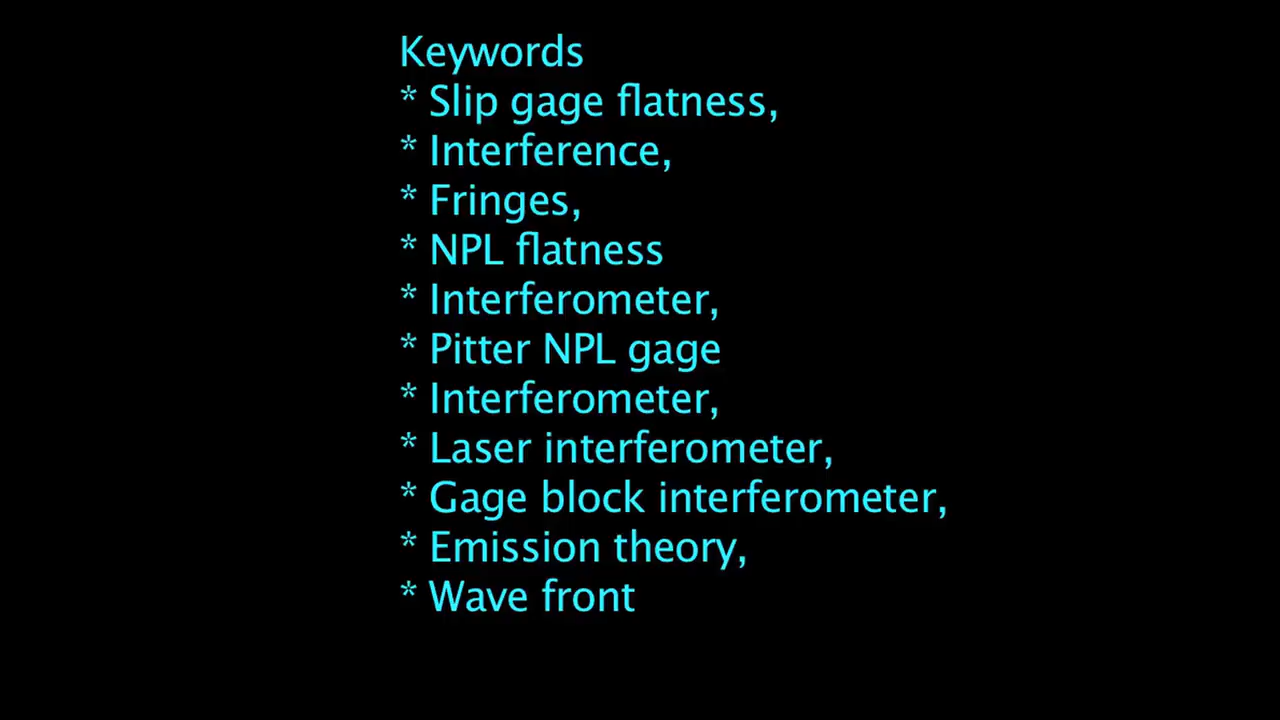 Keywords
* Slip gage flatness,
* Interference,
* Fringes,
* NPL flatness
* Interferometer,
* Pitter NPL gage
* Interferometer,
* Laser interferometer,
* Gage block interferometer,
* Emission theory,
* Wave front